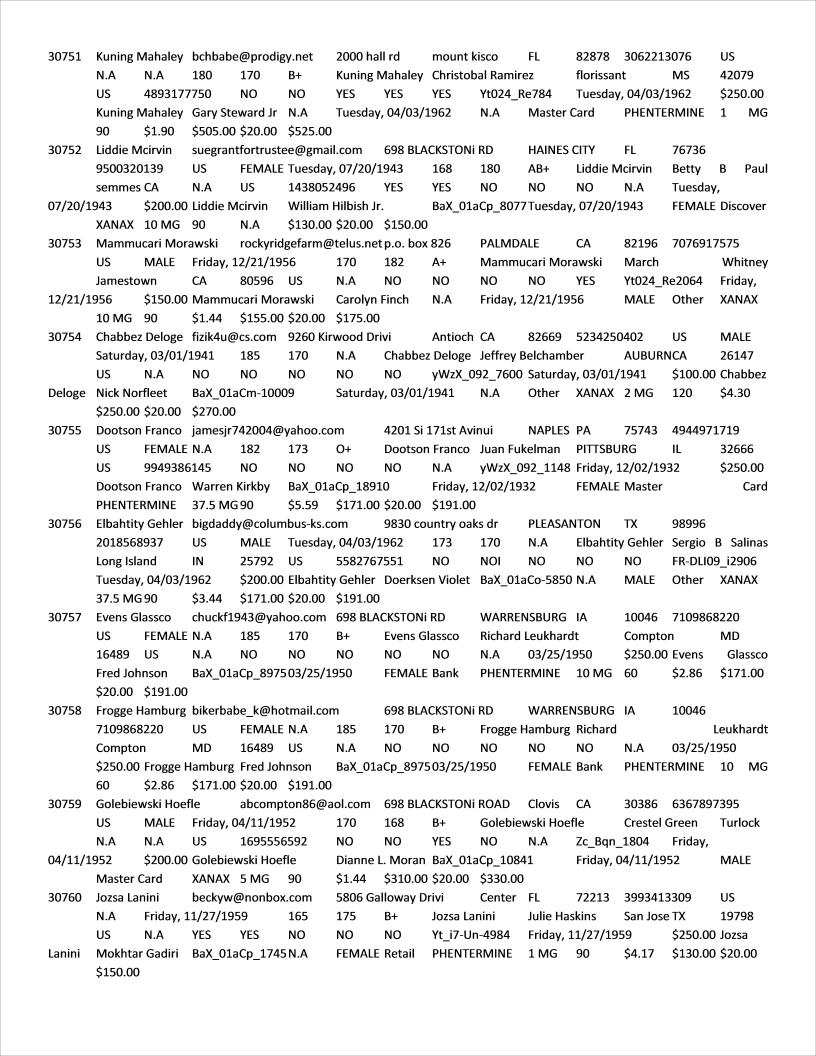 30751 Kuning Mahaley bchbabe@prodigy.net 2000 hall rd mount kisco FL 82878 3062213076 US
N.A N.A 180 170 B+ Kuning Mahaley Christobal Ramirez florissant MS 42079
US 4893177750 NO NO YES YES YES Yt024_Re784 Tuesday, 04/03/1962 $250.00
Kuning Mahaley Gary Steward Jr N.A Tuesday, 04/03/1962 N.A Master Card PHENTERMINE 1 MG
90 $1.90 $505.00 $20.00 $525.00
30752 Liddie Mcirvin suegrantfortrustee@gmail.com 698 BLACKSTONi RD HAINES CITY FL 76736
9500320139 US FEMALE Tuesday, 07/20/1943 168 180 AB+ Liddie Mcirvin Betty B Paul
semmes CA N.A US 1438052496 YES YES NO NO NO N.A Tuesday,
07/20/1943 $200.00 Liddie Mcirvin William Hilbish Jr. BaX_01aCp_8077 Tuesday, 07/20/1943 FEMALE Discover
XANAX 10 MG 90 N.A $130.00 $20.00 $150.00
30753 Mammucari Morawski rockyridgefarm@telus.net p.o. box 826 PALMDALE CA 82196 7076917575
US MALE Friday, 12/21/1956 170 182 A+ Mammucari Morawski March Whitney
Jamestown CA 80596 US N.A NO NO NO NO YES Yt024_Re2064 Friday,
12/21/1956 $150.00 Mammucari Morawski Carolyn Finch N.A Friday, 12/21/1956 MALE Other XANAX
10 MG 90 $1.44 $155.00 $20.00 $175.00
30754 Chabbez Deloge fizik4u@cs.com 9260 Kirwood Drivi Antioch CA 82669 5234250402 US MALE
Saturday, 03/01/1941 185 170 N.A Chabbez Deloge Jeffrey Belchamber AUBURNCA 26147
US N.A NO NO NO NO NO yWzX_092_7600 Saturday, 03/01/1941 $100.00 Chabbez
Deloge Nick Norfleet BaX_01aCm-10009 Saturday, 03/01/1941 N.A Other XANAX 2 MG 120 $4.30
$250.00 $20.00 $270.00
30755 Dootson Franco jamesjr742004@yahoo.com 4201 Si 171st Avinui NAPLES PA 75743 4944971719
US FEMALE N.A 182 173 O+ Dootson Franco Juan Fukelman PITTSBURG IL 32666
US 9949386145 NO NO NO NO N.A yWzX_092_1148 Friday, 12/02/1932 $250.00
Dootson Franco Warren Kirkby BaX_01aCp_18910 Friday, 12/02/1932 FEMALE Master Card
PHENTERMINE 37.5 MG 90 $5.59 $171.00 $20.00 $191.00
30756 Elbahtity Gehler bigdaddy@columbus-ks.com 9830 country oaks dr PLEASANTON TX 98996
2018568937 US MALE Tuesday, 04/03/1962 173 170 N.A Elbahtity Gehler Sergio B Salinas
Long Island IN 25792 US 5582767551 NO NOI NO NO NO FR-DLI09_i2906
Tuesday, 04/03/1962 $200.00 Elbahtity Gehler Doerksen Violet BaX_01aCo-5850 N.A MALE Other XANAX
37.5 MG 90 $3.44 $171.00 $20.00 $191.00
30757 Evens Glassco chuckf1943@yahoo.com 698 BLACKSTONi RD WARRENSBURG IA 10046 7109868220
US FEMALE N.A 185 170 B+ Evens Glassco Richard Leukhardt Compton MD
16489 US N.A NO NO NO NO NO N.A 03/25/1950 $250.00 Evens Glassco
Fred Johnson BaX_01aCp_8975 03/25/1950 FEMALE Bank PHENTERMINE 10 MG 60 $2.86 $171.00
$20.00 $191.00
30758 Frogge Hamburg bikerbabe_k@hotmail.com 698 BLACKSTONi RD WARRENSBURG IA 10046
7109868220 US FEMALE N.A 185 170 B+ Frogge Hamburg Richard Leukhardt
Compton MD 16489 US N.A NO NO NO NO NO N.A 03/25/1950
$250.00 Frogge Hamburg Fred Johnson BaX_01aCp_8975 03/25/1950 FEMALE Bank PHENTERMINE 10 MG
60 $2.86 $171.00 $20.00 $191.00
30759 Golebiewski Hoefle abcompton86@aol.com 698 BLACKSTONi ROAD Clovis CA 30386 6367897395
US MALE Friday, 04/11/1952 170 168 B+ Golebiewski Hoefle Crestel Green Turlock
N.A N.A US 1695556592 NO NO YES NO N.A Zc_Bqn_1804 Friday,
04/11/1952 $200.00 Golebiewski Hoefle Dianne L. Moran BaX_01aCp_10841 Friday, 04/11/1952 MALE
Master Card XANAX 5 MG 90 $1.44 $310.00 $20.00 $330.00
30760 Jozsa Lanini beckyw@nonbox.com 5806 Galloway Drivi Center FL 72213 3993413309 US
N.A Friday, 11/27/1959 165 175 B+ Jozsa Lanini Julie Haskins San Jose TX 19798
US N.A YES YES NO NO NO Yt_i7-Un-4984 Friday, 11/27/1959 $250.00 Jozsa
Lanini Mokhtar Gadiri BaX_01aCp_1745 N.A FEMALE Retail PHENTERMINE 1 MG 90 $4.17 $130.00 $20.00
$150.00